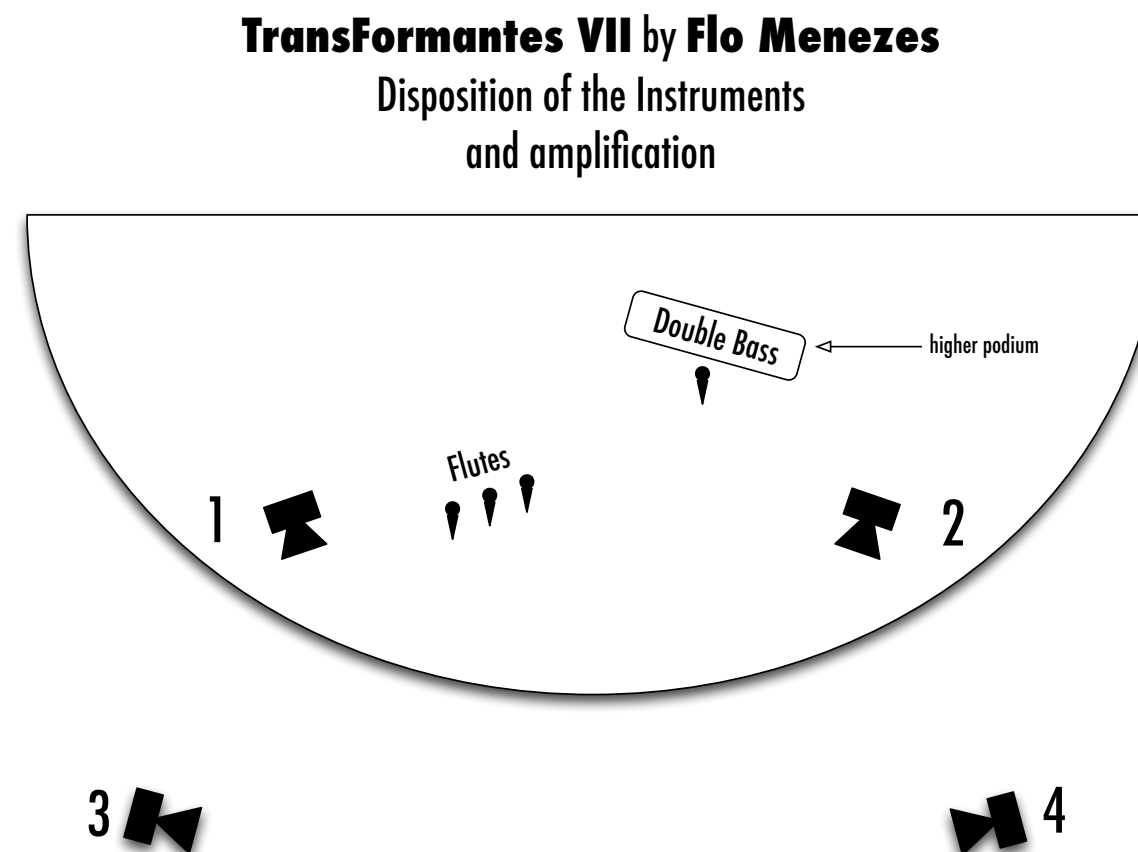 TransFormantes VII by Flo Menezes
Disposition of the Instruments
and amplification
Double Bass
higher podium
Flutes
1
2
3
4